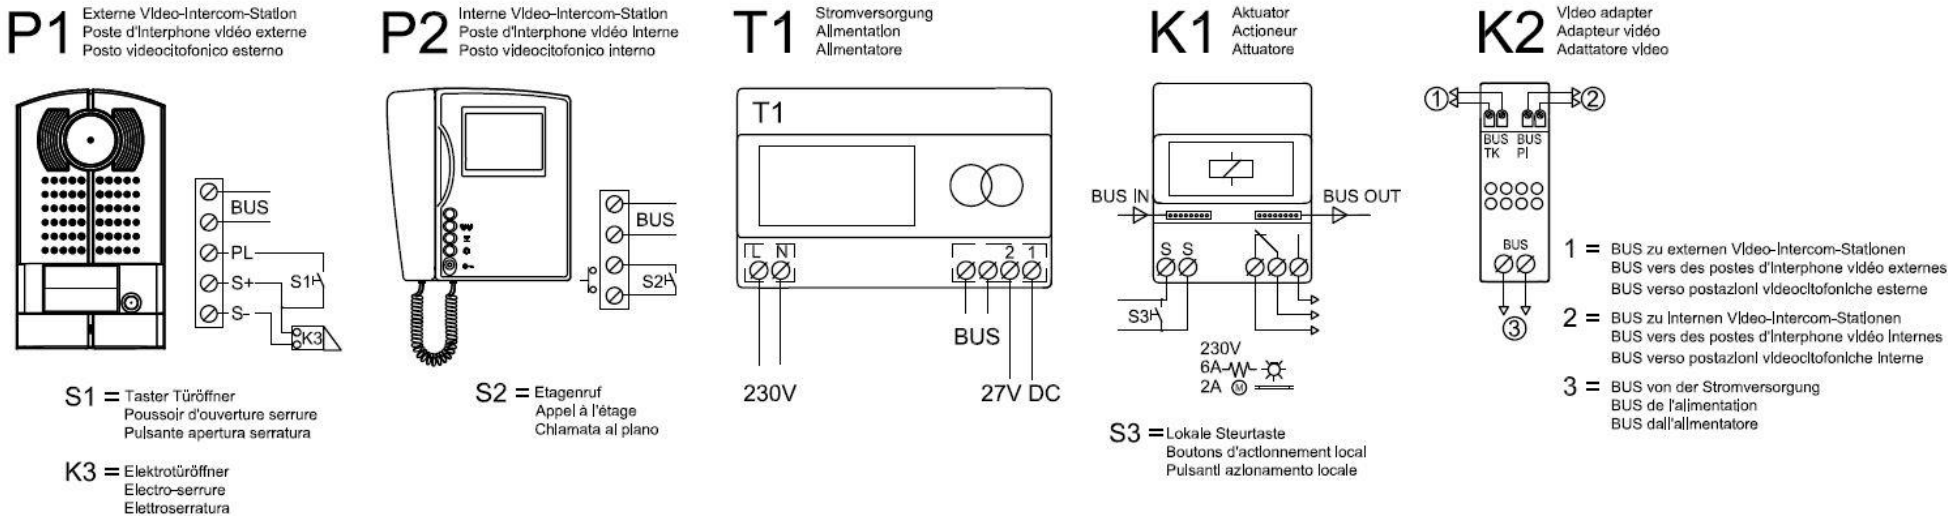 P1
Externe Video-Intercom-Station
Poste d'Interphone vidéo externe
Posto videocitofonico esterno
BUS
PL
S+
S-
S1
K3
S1 = Taster Türöffner
Poussoir d'ouverture serrure
Pulsante apertura serratura
K3 = Elektrotüröffner
Electro-serrure
Elettroserratura
P2
Interne Video-Intercom-Station
Poste d'Interphone vidéo Interne
Posto videocitofonico interno
BUS
S2
S2 = Etagenruf
Appel à l'étage
Chiamata al piano
T1
Stromversorgung
Alimentation
Alimentatore
T1
L N
2 1
BUS
230V
27V DC
K1
Aktuator
Actioneur
Attuatore
BUS IN
BUS OUT
S S
S3
230V
6A
2A M
S3 = Lokale Steurtaste
Boutons d'actionnement local
Pulsanti azionamento locale
K2
Video adapter
Adapteur vidéo
Adattatore video
1
2
BUS BUS
TK PI
BUS
3
1 = BUS zu externen Video-Intercom-Stationen
BUS vers des postes d'Interphone vidéo externes
BUS verso postazioni videocitofoniche esterne
2 = BUS zu Internen Video-Intercom-Stationen
BUS vers des postes d'Interphone vidéo Internes
BUS verso postazioni videocitofoniche Interne
3 = BUS von der Stromversorgung
BUS de l'alimentation
BUS dall'alimentatore